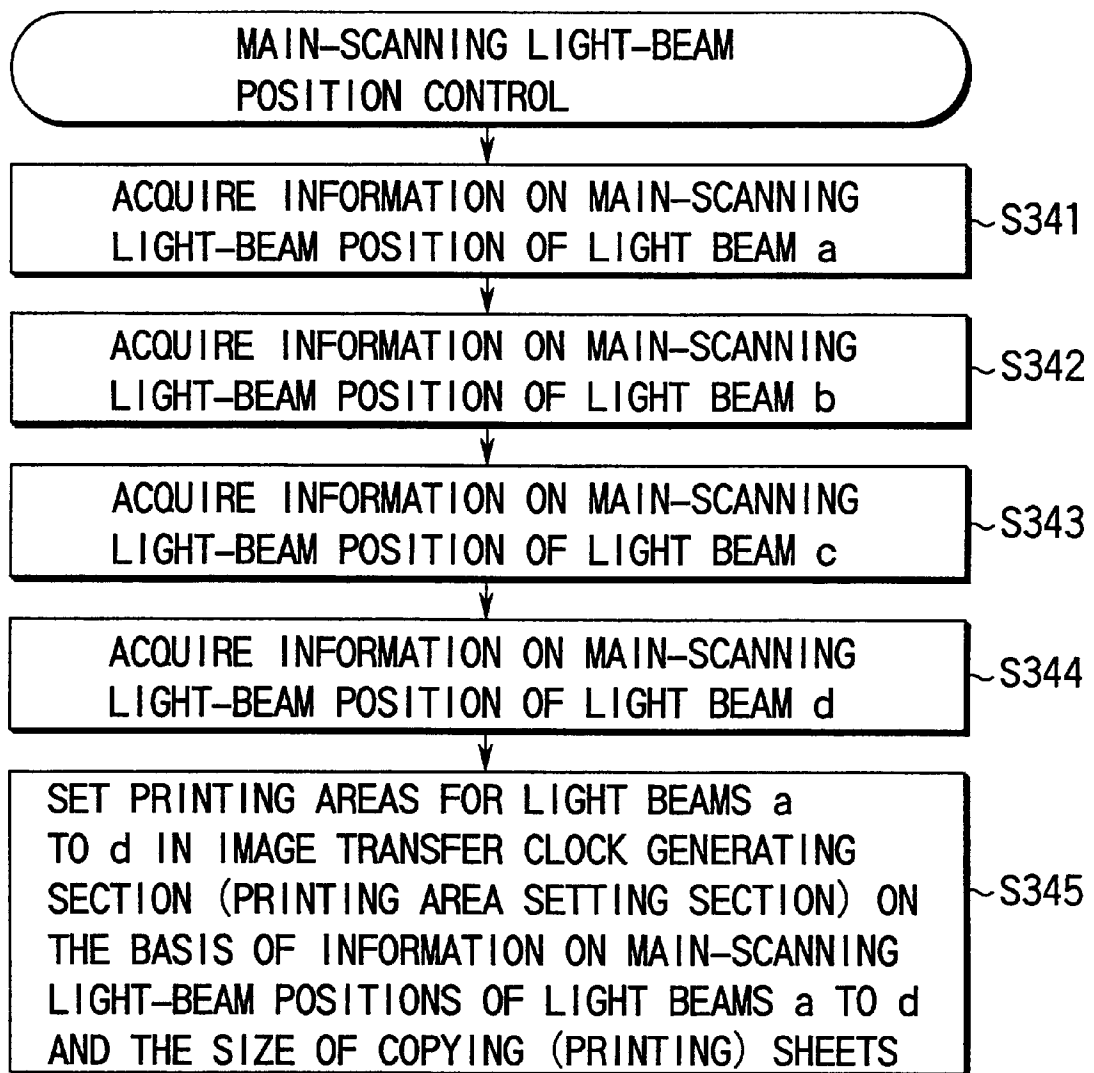 MAIN–SCANNING LIGHT–BEAM
POSITION CONTROL
ACQUIRE INFORMATION ON MAIN–SCANNING
LIGHT–BEAM POSITION OF LIGHT BEAM a
~S341
ACQUIRE INFORMATION ON MAIN–SCANNING
LIGHT–BEAM POSITION OF LIGHT BEAM b
~S342
ACQUIRE INFORMATION ON MAIN–SCANNING
LIGHT–BEAM POSITION OF LIGHT BEAM c
~S343
ACQUIRE INFORMATION ON MAIN–SCANNING
LIGHT–BEAM POSITION OF LIGHT BEAM d
~S344
SET PRINTING AREAS FOR LIGHT BEAMS a
TO d IN IMAGE TRANSFER CLOCK GENERATING
SECTION (PRINTING AREA SETTING SECTION) ON
THE BASIS OF INFORMATION ON MAIN–SCANNING
LIGHT–BEAM POSITIONS OF LIGHT BEAMS a TO d
AND THE SIZE OF COPYING (PRINTING) SHEETS
~S345